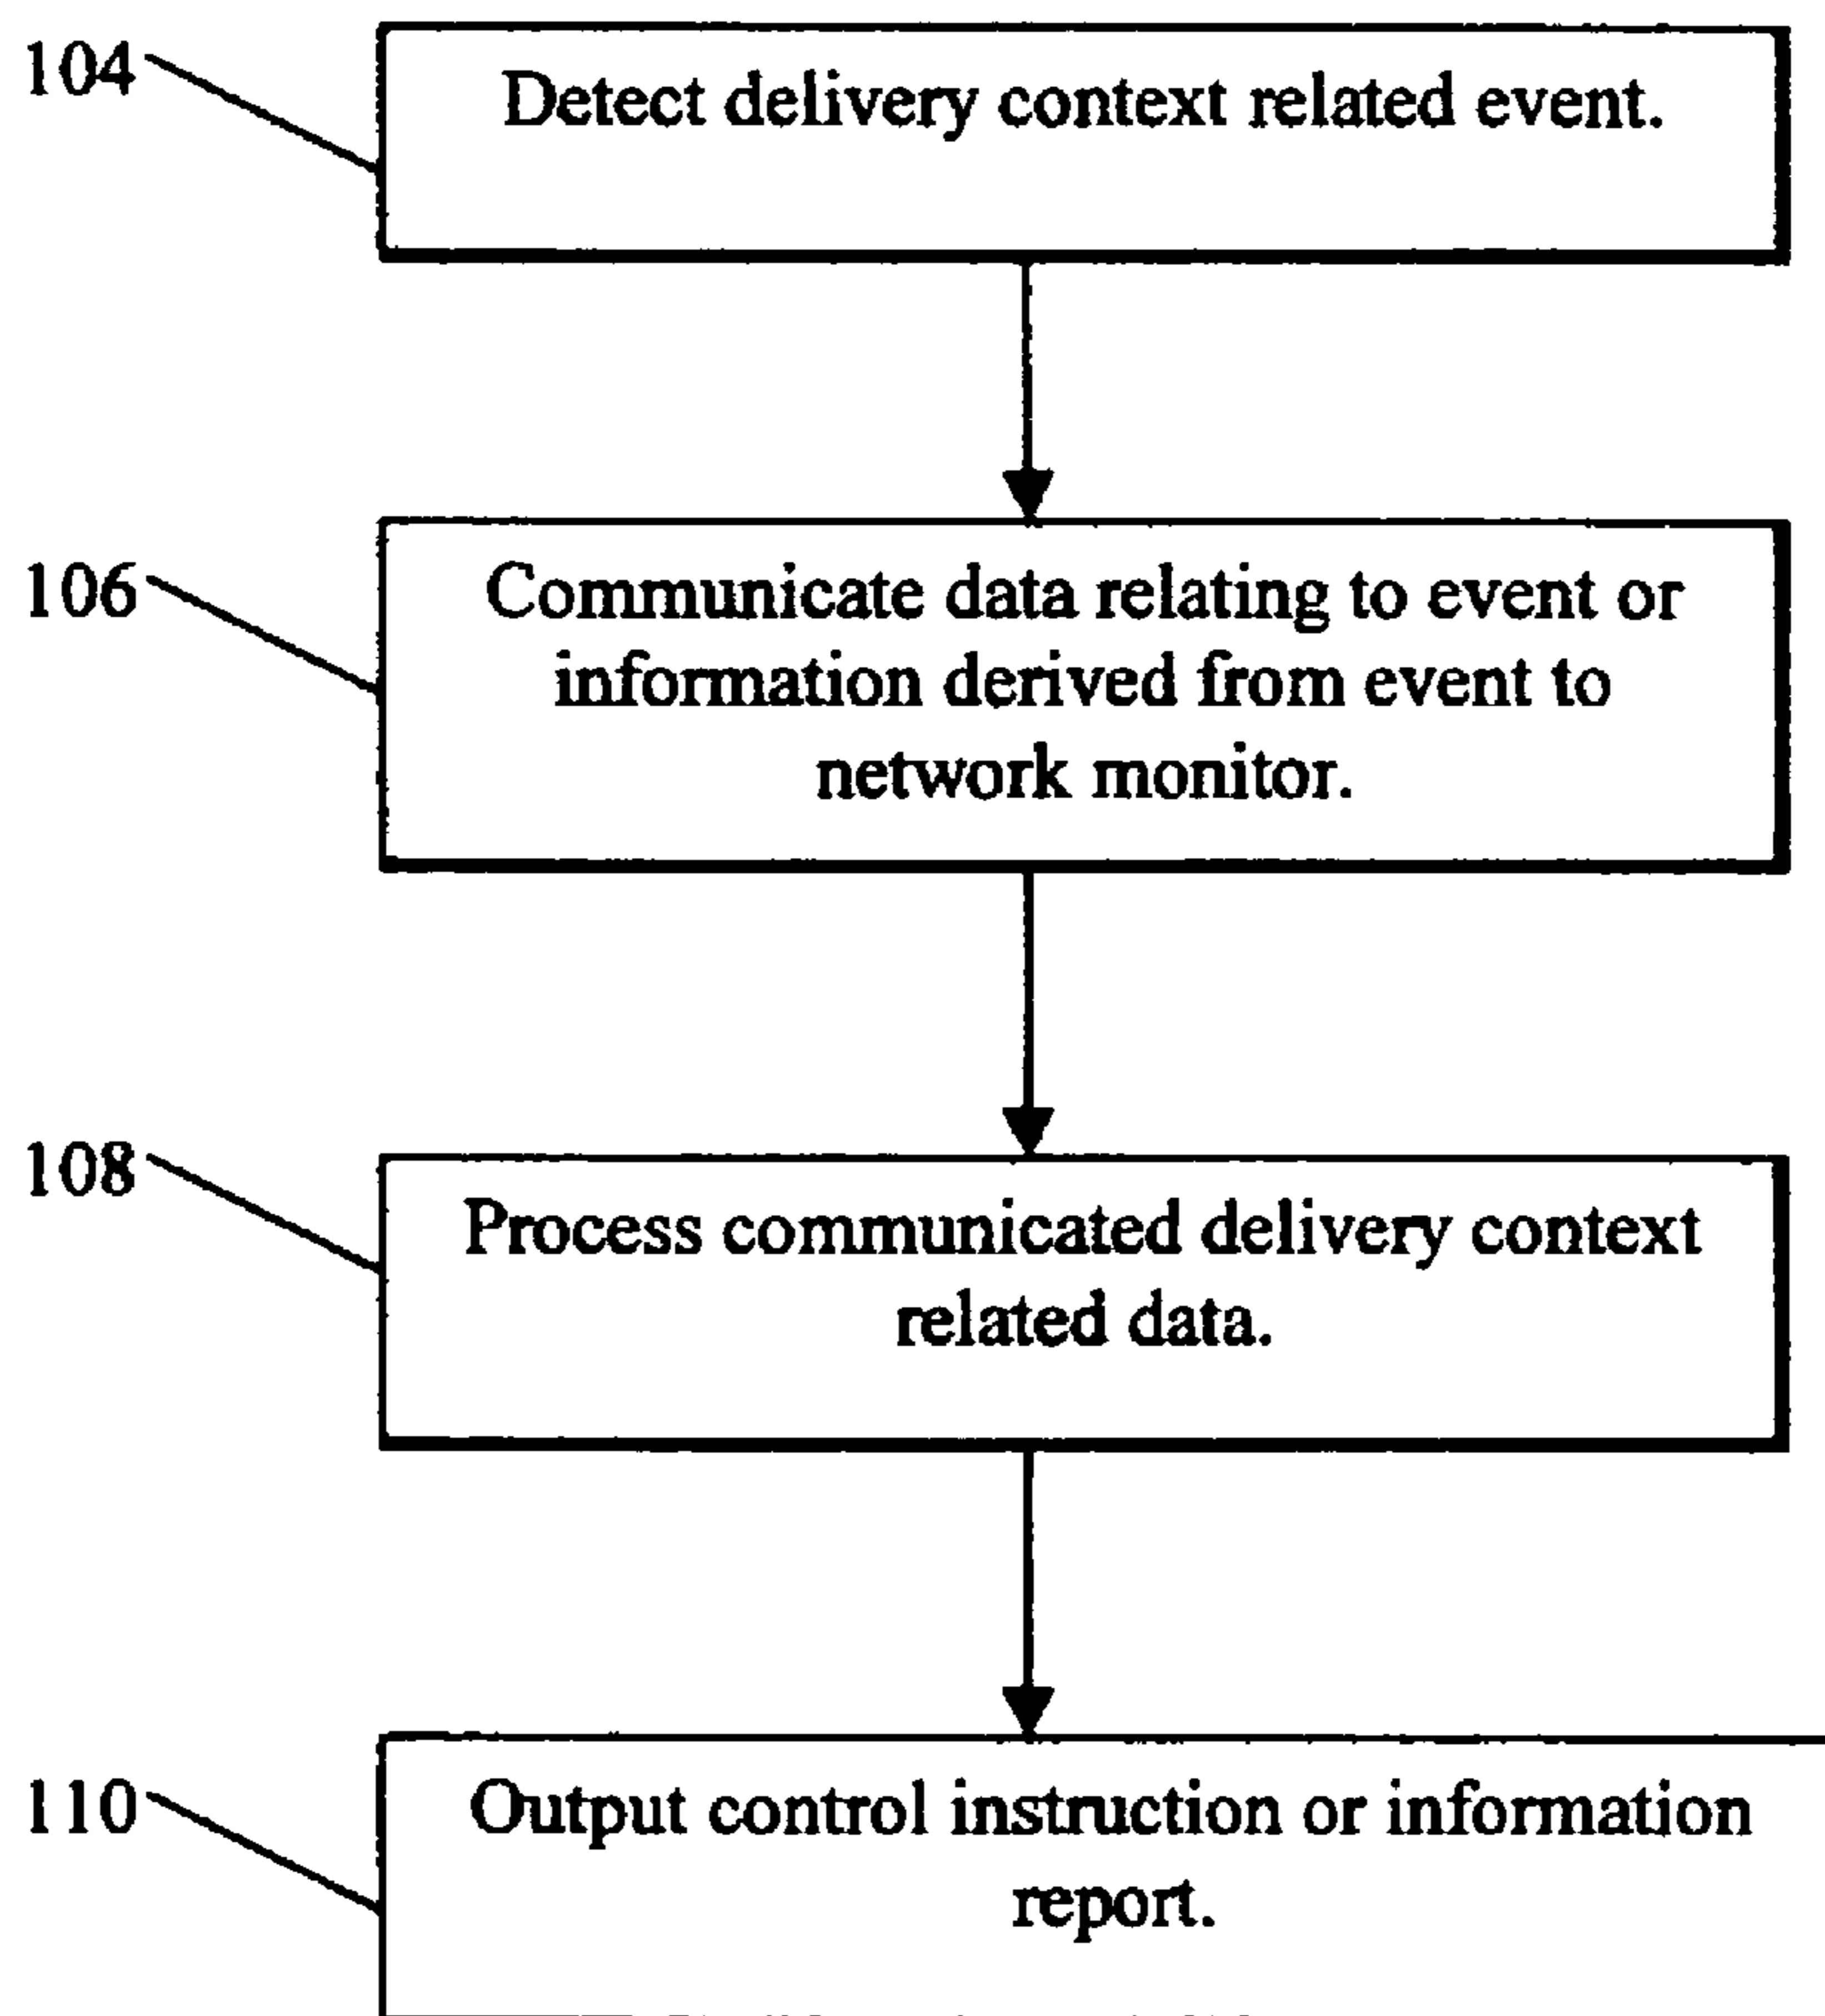 104
Detect delivery context related event.
106
Communicate data relating to event or
information derived from event to
network monitor.
108
Process communicated delivery context
related data.
110
Output control instruction or information
report.